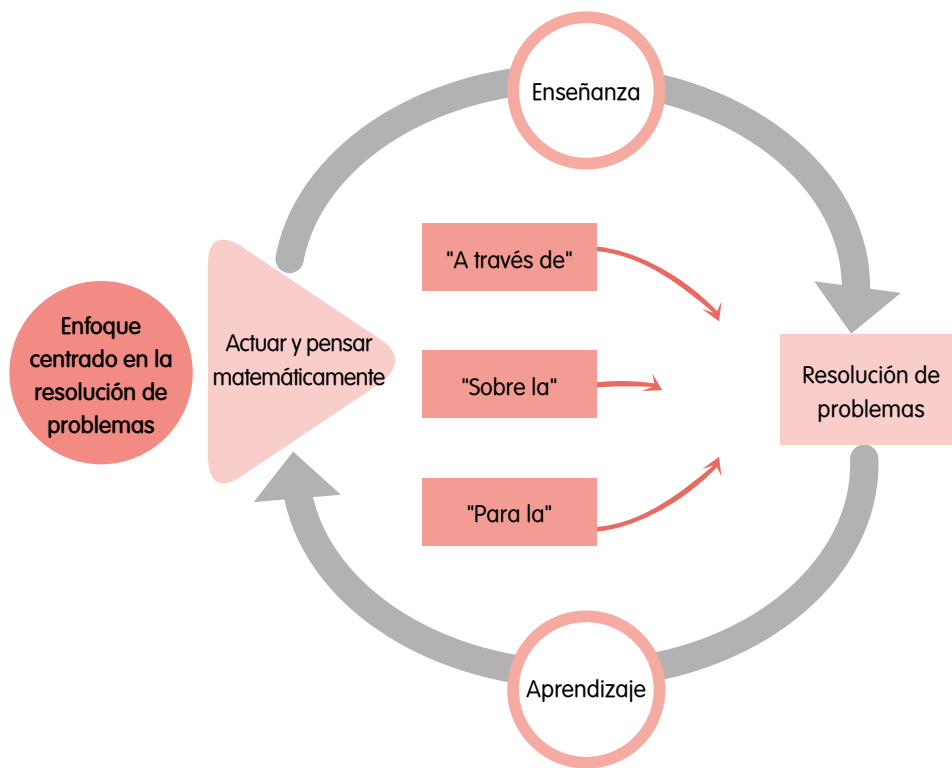 Enseñanza
"A través de"
Enfoque
centrado en la
resolución de
problemas
Actuar y pensar
matemáticamente
"Sobre la"
Resolución de
problemas
"Para la"
Aprendizaje